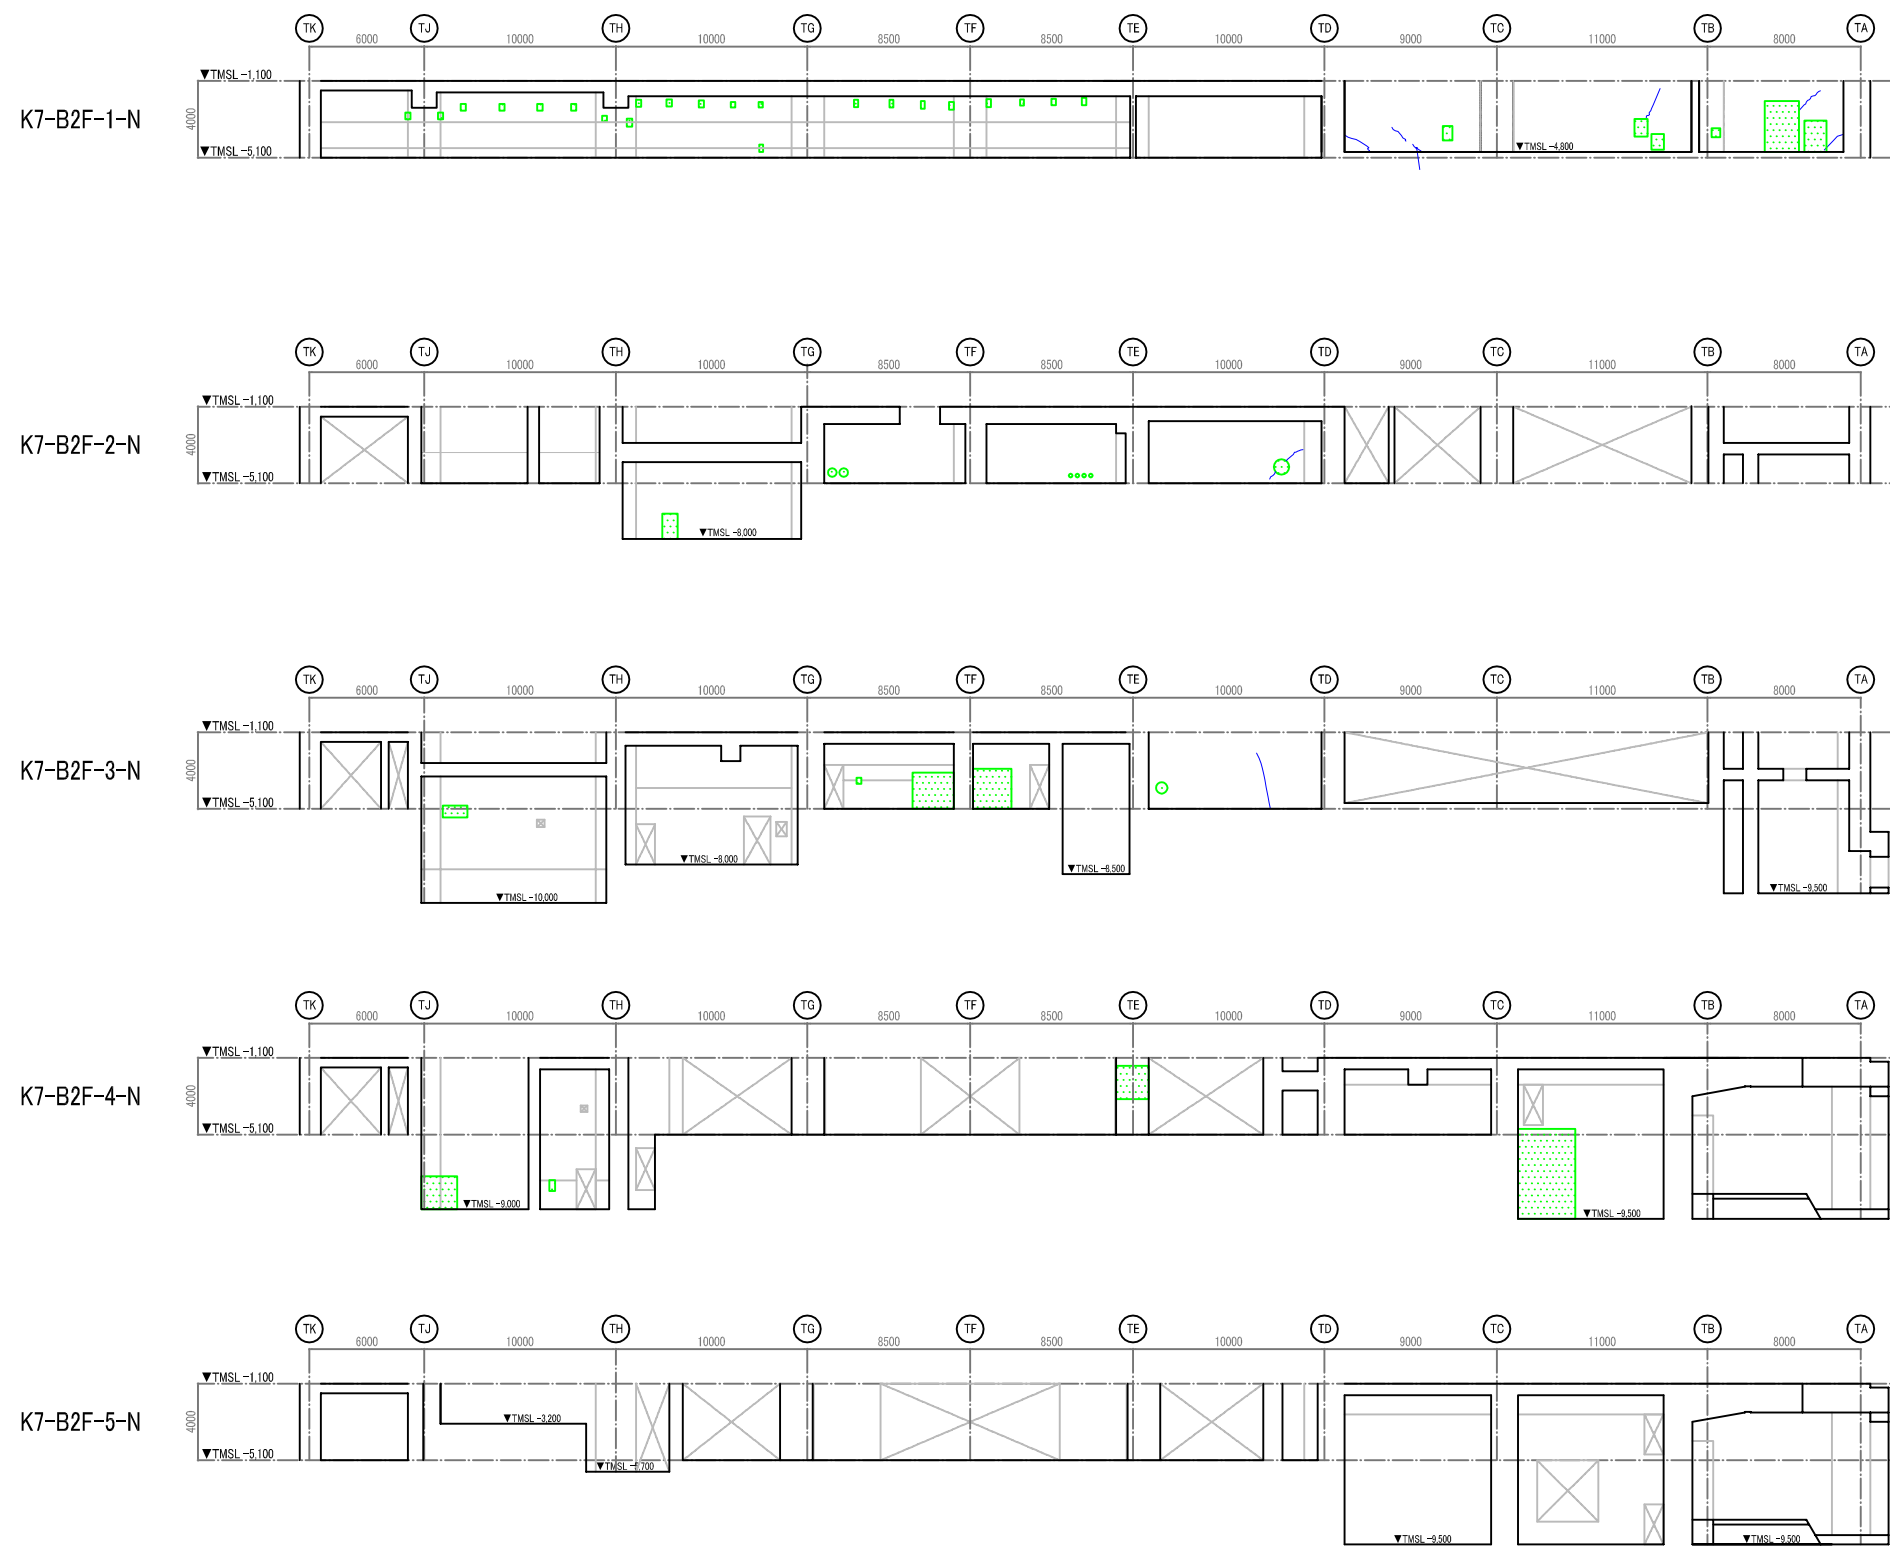 TK TJ TH TG TF TE TD TC TB TA
6000 10000 10000 8500 8500 10000 9000 11000 8000
▼TMSL -1,100
K7-B2F-1-N
4000
▼TMSL -4,800
▼TMSL -5,100
TK TJ TH TG TF TE TD TC TB TA
6000 10000 10000 8500 8500 10000 9000 11000 8000
▼TMSL -1,100
K7-B2F-2-N
4000
▼TMSL -5,100
▼TMSL -8,000
TK TJ TH TG TF TE TD TC TB TA
6000 10000 10000 8500 8500 10000 9000 11000 8000
▼TMSL -1,100
K7-B2F-3-N
4000
▼TMSL -5,100
▼TMSL -8,000
▼TMSL -8,500
▼TMSL -9,500
▼TMSL -10,000
TK TJ TH TG TF TE TD TC TB TA
6000 10000 10000 8500 8500 10000 9000 11000 8000
▼TMSL -1,100
K7-B2F-4-N
4000
▼TMSL -5,100
▼TMSL -9,000
▼TMSL -9,500
TK TJ TH TG TF TE TD TC TB TA
6000 10000 10000 8500 8500 10000 9000 11000 8000
▼TMSL -1,100
▼TMSL -3,200
K7-B2F-5-N
4000
▼TMSL -5,100
▼TMSL
▼TMSL -9,500
▼TMSL -9,500